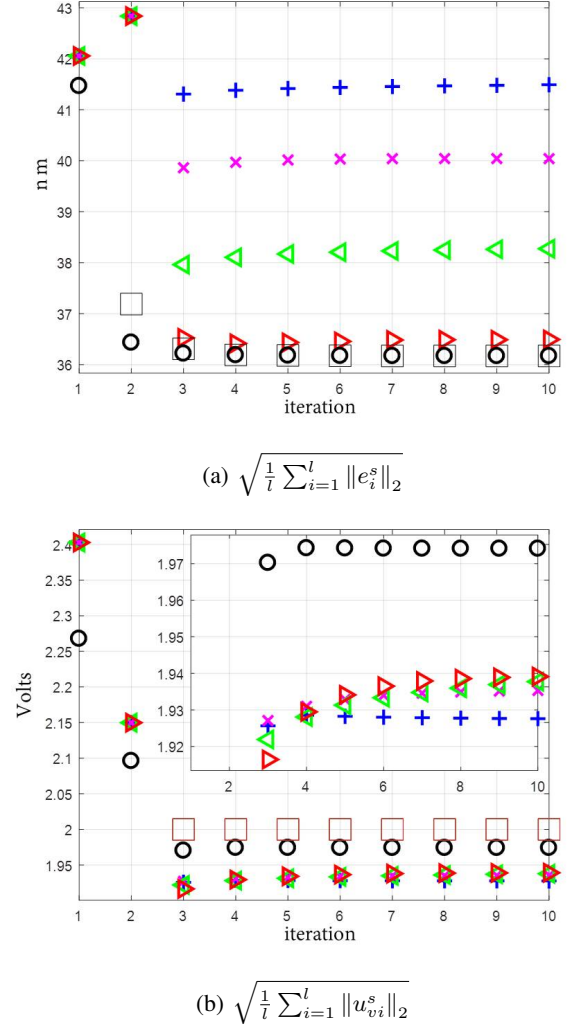 43
42
41
40
39
38
37
36
n m
1 2 3 4 5 6 7 8 9 10
iteration
(a) $\sqrt{\frac{1}{l} \sum_{i=1}^{l} \|e_i^s\|_2}$
2.4
2.35
2.3
2.25
2.2
2.15
2.1
2.05
2
1.95
Volts
1.97
1.96
1.95
1.94
1.93
1.92
2 4 6 8 10
1 2 3 4 5 6 7 8 9 10
iteration
(b) $\sqrt{\frac{1}{l} \sum_{i=1}^{l} \|u_{vi}^s\|_2}$